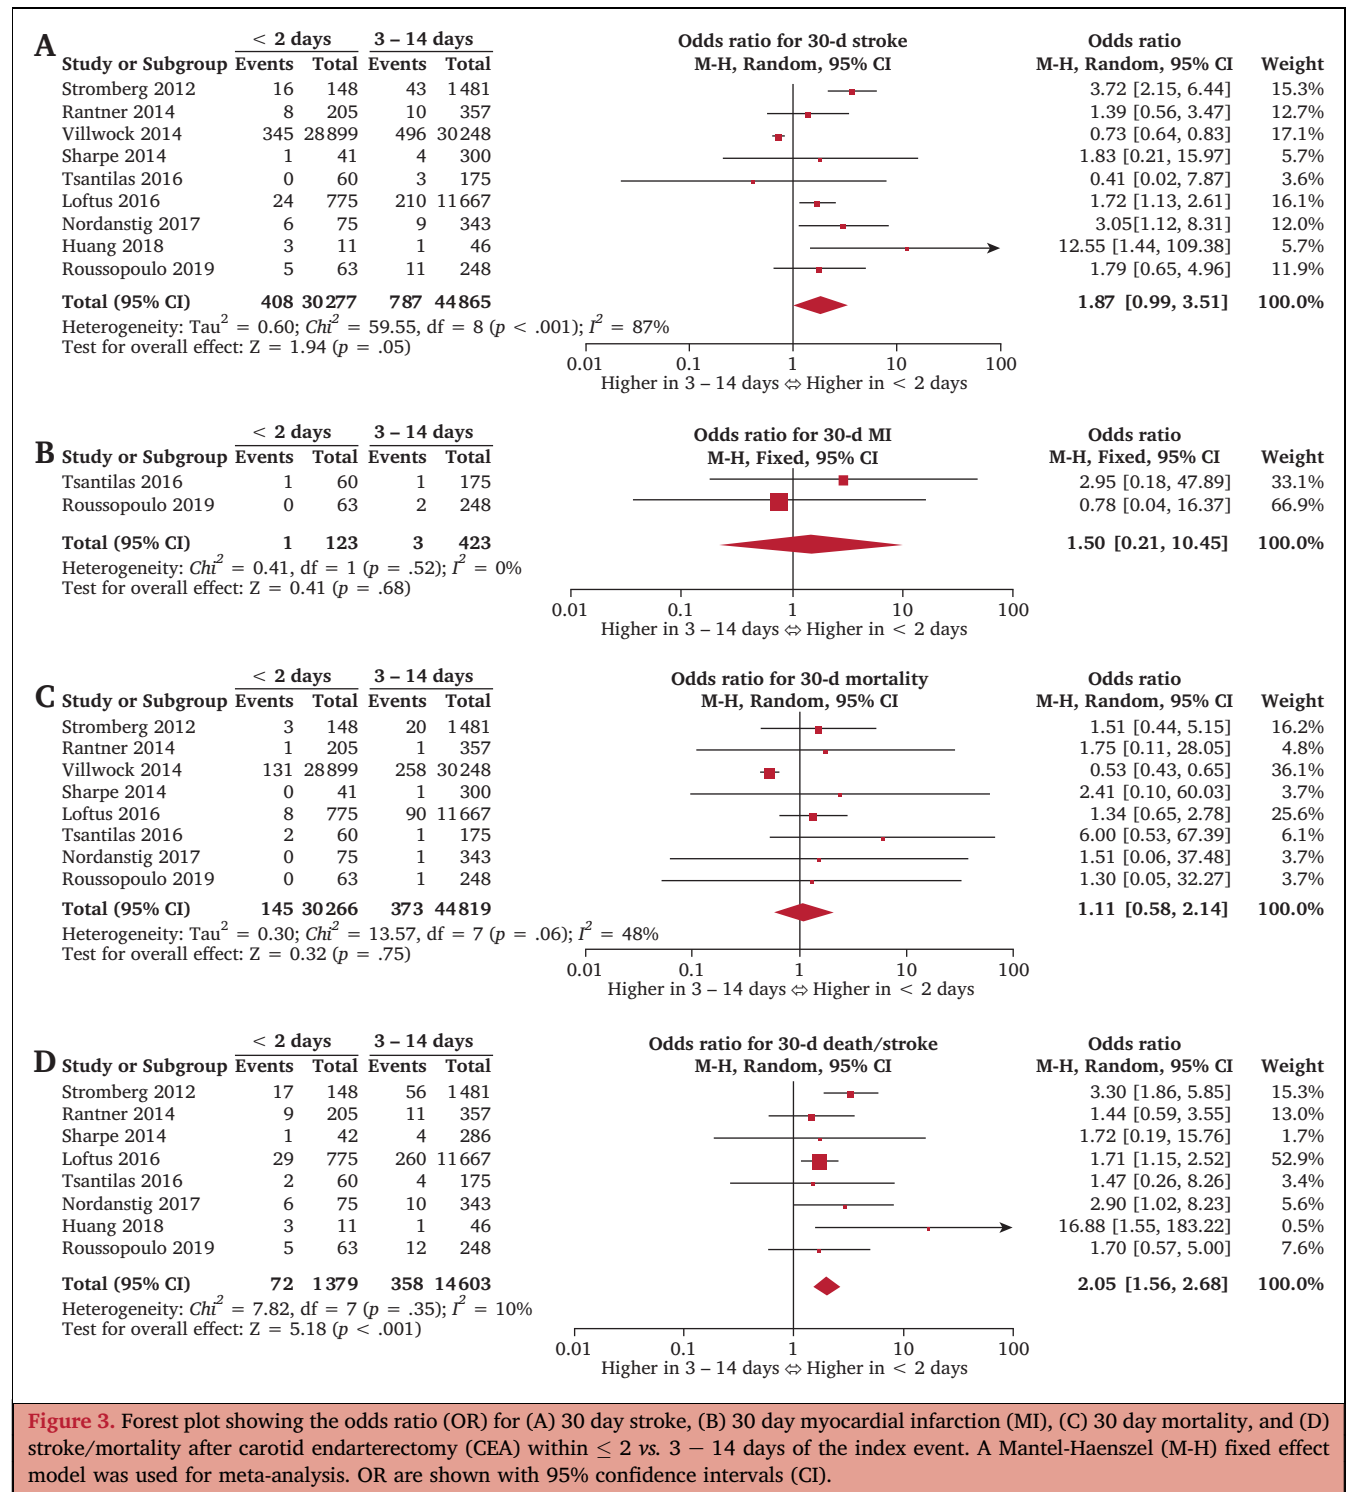 A
< 2 days 3 – 14 days Odds ratio for 30-d stroke Odds ratio
Study or Subgroup Events Total Events Total M-H, Random, 95% CI M-H, Random, 95% CI Weight
Stromberg 2012 16 148 43 1481 3.72 [2.15, 6.44] 15.3%
Rantner 2014 8 205 10 357 1.39 [0.56, 3.47] 12.7%
Villwock 2014 345 28899 496 30248 0.73 [0.64, 0.83] 17.1%
Sharpe 2014 1 41 4 300 1.83 [0.21, 15.97] 5.7%
Tsantilas 2016 0 60 3 175 0.41 [0.02, 7.87] 3.6%
Loftus 2016 24 775 210 11667 1.72 [1.13, 2.61] 16.1%
Nordanstig 2017 6 75 9 343 3.05[1.12, 8.31] 12.0%
Huang 2018 3 11 1 46 12.55 [1.44, 109.38] 5.7%
Roussopoulo 2019 5 63 11 248 1.79 [0.65, 4.96] 11.9%
Total (95% CI) 408 30277 787 44865 1.87 [0.99, 3.51] 100.0%
Heterogeneity: Tau² = 0.60; Chi² = 59.55, df = 8 (p < .001); I² = 87%
Test for overall effect: Z = 1.94 (p = .05)
0.01 0.1 1 10 100
Higher in 3 – 14 days ⇔ Higher in < 2 days
B
< 2 days 3 – 14 days Odds ratio for 30-d MI Odds ratio
Study or Subgroup Events Total Events Total M-H, Fixed, 95% CI M-H, Fixed, 95% CI Weight
Tsantilas 2016 1 60 1 175 2.95 [0.18, 47.89] 33.1%
Roussopoulo 2019 0 63 2 248 0.78 [0.04, 16.37] 66.9%
Total (95% CI) 1 123 3 423 1.50 [0.21, 10.45] 100.0%
Heterogeneity: Chi² = 0.41, df = 1 (p = .52); I² = 0%
Test for overall effect: Z = 0.41 (p = .68)
0.01 0.1 1 10 100
Higher in 3 – 14 days ⇔ Higher in < 2 days
C
< 2 days 3 – 14 days Odds ratio for 30-d mortality Odds ratio
Study or Subgroup Events Total Events Total M-H, Random, 95% CI M-H, Random, 95% CI Weight
Stromberg 2012 3 148 20 1481 1.51 [0.44, 5.15] 16.2%
Rantner 2014 1 205 1 357 1.75 [0.11, 28.05] 4.8%
Villwock 2014 131 28899 258 30248 0.53 [0.43, 0.65] 36.1%
Sharpe 2014 0 41 1 300 2.41 [0.10, 60.03] 3.7%
Loftus 2016 8 775 90 11667 1.34 [0.65, 2.78] 25.6%
Tsantilas 2016 2 60 1 175 6.00 [0.53, 67.39] 6.1%
Nordanstig 2017 0 75 1 343 1.51 [0.06, 37.48] 3.7%
Roussopoulo 2019 0 63 1 248 1.30 [0.05, 32.27] 3.7%
Total (95% CI) 145 30266 373 44819 1.11 [0.58, 2.14] 100.0%
Heterogeneity: Tau² = 0.30; Chi² = 13.57, df = 7 (p = .06); I² = 48%
Test for overall effect: Z = 0.32 (p = .75)
0.01 0.1 1 10 100
Higher in 3 – 14 days ⇔ Higher in < 2 days
D
< 2 days 3 – 14 days Odds ratio for 30-d death/stroke Odds ratio
Study or Subgroup Events Total Events Total M-H, Random, 95% CI M-H, Random, 95% CI Weight
Stromberg 2012 17 148 56 1481 3.30 [1.86, 5.85] 15.3%
Rantner 2014 9 205 11 357 1.44 [0.59, 3.55] 13.0%
Sharpe 2014 1 42 4 286 1.72 [0.19, 15.76] 1.7%
Loftus 2016 29 775 260 11667 1.71 [1.15, 2.52] 52.9%
Tsantilas 2016 2 60 4 175 1.47 [0.26, 8.26] 3.4%
Nordanstig 2017 6 75 10 343 2.90 [1.02, 8.23] 5.6%
Huang 2018 3 11 1 46 16.88 [1.55, 183.22] 0.5%
Roussopoulo 2019 5 63 12 248 1.70 [0.57, 5.00] 7.6%
Total (95% CI) 72 1379 358 14603 2.05 [1.56, 2.68] 100.0%
Heterogeneity: Chi² = 7.82, df = 7 (p = .35); I² = 10%
Test for overall effect: Z = 5.18 (p < .001)
0.01 0.1 1 10 100
Higher in 3 – 14 days ⇔ Higher in < 2 days
Figure 3. Forest plot showing the odds ratio (OR) for (A) 30 day stroke, (B) 30 day myocardial infarction (MI), (C) 30 day mortality, and (D)
stroke/mortality after carotid endarterectomy (CEA) within ≤ 2 vs. 3 – 14 days of the index event. A Mantel-Haenszel (M-H) fixed effect
model was used for meta-analysis. OR are shown with 95% confidence intervals (CI).